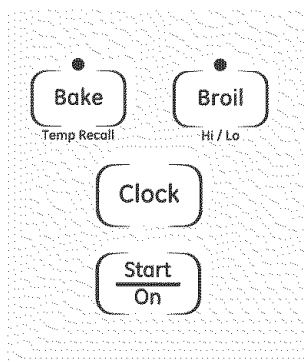 Bake Broil
Temp Recall Hi / Lo
Clock
Start
On